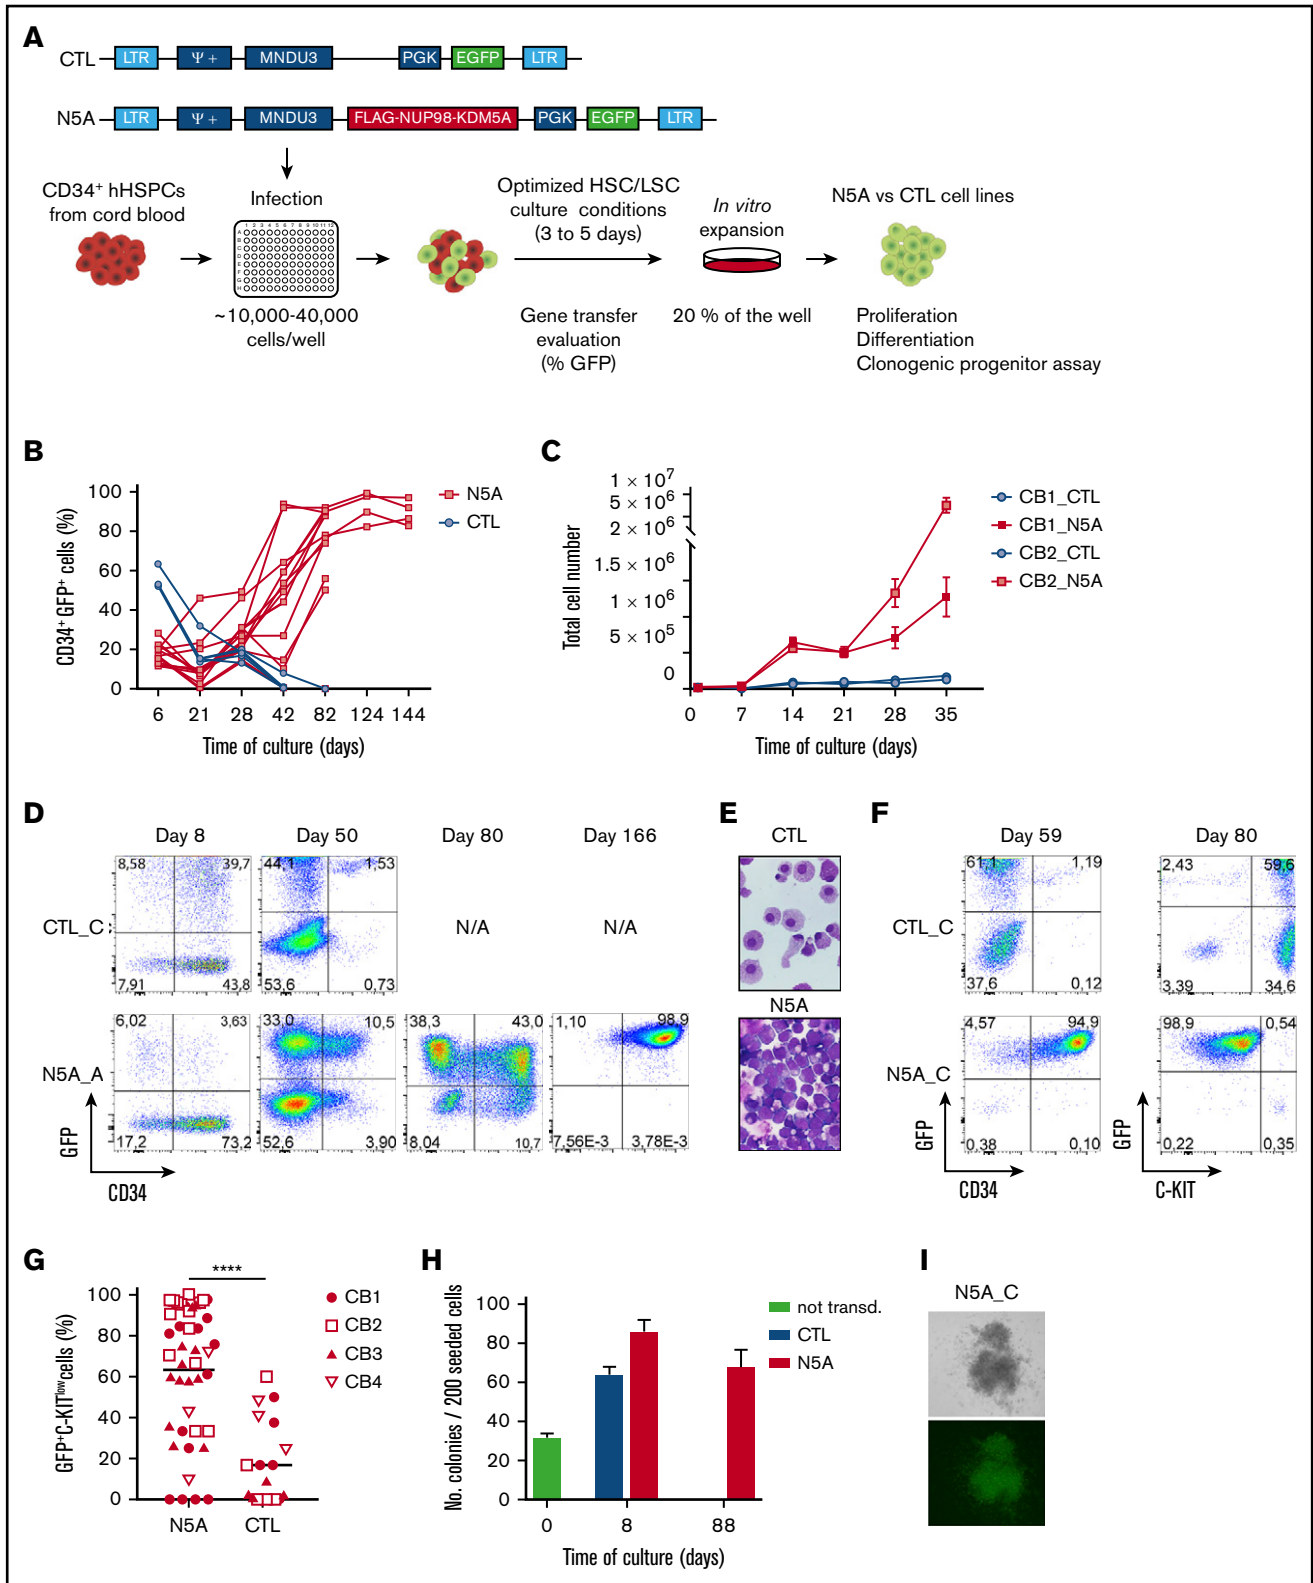 A
CTL
LTR
Ψ +
MNDU3
PGK
EGFP
LTR
N5A
LTR
Ψ +
MNDU3
FLAG-NUP98-KDM5A
PGK
EGFP
LTR
CD34+ hHSPCs
from cord blood
Infection
~10,000-40,000
cells/well
Optimized HSC/LSC
culture conditions
(3 to 5 days)
Gene transfer
evaluation
(% GFP)
In vitro
expansion
20 % of the well
N5A vs CTL cell lines
Proliferation
Differentiation
Clonogenic progenitor assay
B
CD34+ GFP+ cells (%)
100
80
60
40
20
0
6 21 28 42 82 124 144
Time of culture (days)
N5A
CTL
C
Total cell number
1 × 10⁷
5 × 10⁶
2 × 10⁶
1.5 × 10⁶
1 × 10⁶
5 × 10⁵
0
0 7 14 21 28 35
Time of culture (days)
CB1_CTL
CB1_N5A
CB2_CTL
CB2_N5A
D
Day 8 Day 50 Day 80 Day 166
CTL_C
8,58 39,7
7,91 43,8
44,1 1,53
53,6 0,73
N/A
N/A
N5A_A
6,02 3,63
17,2 73,2
33,0 10,5
52,6 3,90
38,3 43,0
8,04 10,7
1,10 98,9
7,56E-3 3,78E-3
GFP
CD34
E
CTL
N5A
F
Day 59 Day 80
CTL_C
61,1 1,19
37,6 0,12
2,43 59,6
3,39 34,6
N5A_C
4,57 94,9
0,38 0,10
98,9 0,54
0,22 0,35
GFP
CD34
GFP
C-KIT
G
GFP+C-KITlow cells (%)
100
80
60
40
20
0
****
N5A CTL
CB1
CB2
CB3
CB4
H
No. colonies / 200 seeded cells
100
80
60
40
20
0
0 8 88
Time of culture (days)
not transd.
CTL
N5A
I
N5A_C